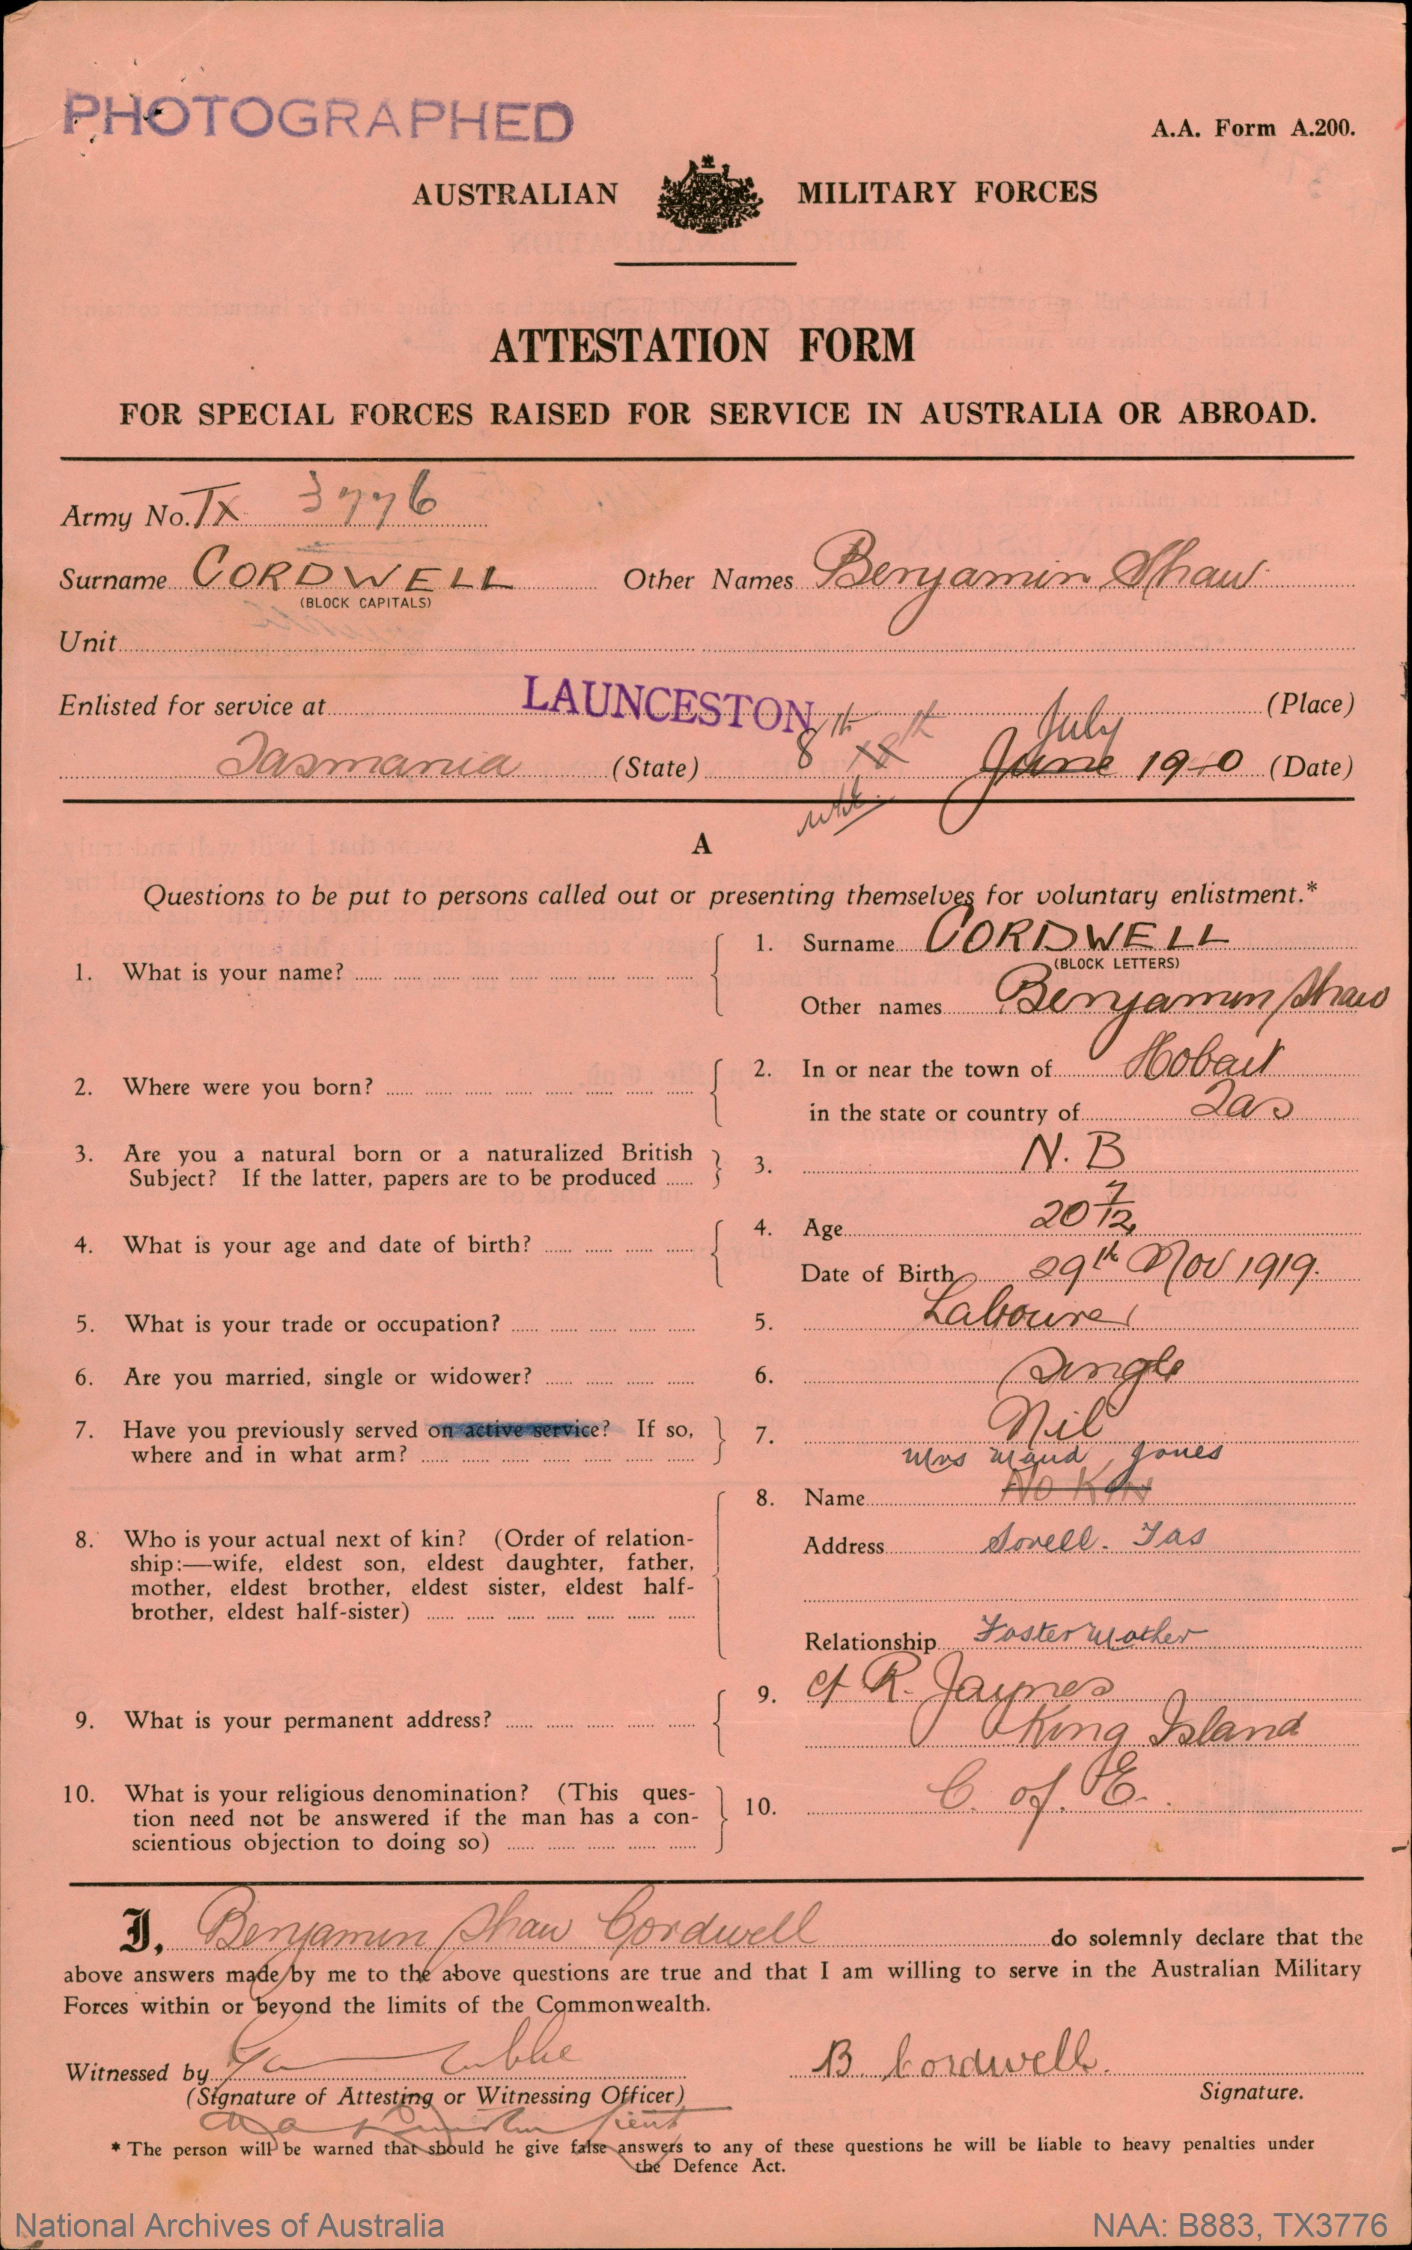 PHOTOGRAPHED
A.A. Form A.200.
AUSTRALIAN MILITARY FORCES
ATTESTATION FORM
FOR SPECIAL FORCES RAISED FOR SERVICE IN AUSTRALIA OR ABROAD.
Army No. TX 3776
Surname CORDWELL Other Names Benjamin Shaw
(BLOCK CAPITALS)
Unit
Enlisted for service at LAUNCESTON (Place)
Tasmania (State) 8th July June 1940 (Date)
A
Questions to be put to persons called out or presenting themselves for voluntary enlistment.*
1. What is your name?
1. Surname CORDWELL
(BLOCK LETTERS)
Other names Benjamin Shaw
2. Where were you born?
2. In or near the town of Hobart
in the state or country of Tas
3. Are you a natural born or a naturalized British
Subject? If the latter, papers are to be produced
3. N. B
4. What is your age and date of birth?
4. Age 20 7/12
Date of Birth 29th Nov 1919.
5. What is your trade or occupation?
5. Labourer
6. Are you married, single or widower?
6. Single
7. Have you previously served on active service? If so,
where and in what arm?
7. Nil
8. Who is your actual next of kin? (Order of relation-
ship:—wife, eldest son, eldest daughter, father,
mother, eldest brother, eldest sister, eldest half-
brother, eldest half-sister)
Mrs Maud Jones
8. Name No Kin
Address Sorell. Tas
Relationship Foster Mother
9. What is your permanent address?
9. c/ R. Jaynes
King Island
10. What is your religious denomination? (This ques-
tion need not be answered if the man has a con-
scientious objection to doing so)
10. C. of. E.
I, Benjamin Shaw Cordwell do solemnly declare that the
above answers made by me to the above questions are true and that I am willing to serve in the Australian Military
Forces within or beyond the limits of the Commonwealth.
Witnessed by
B. Cordwell.
(Signature of Attesting or Witnessing Officer)
Signature.
Lieut
* The person will be warned that should he give false answers to any of these questions he will be liable to heavy penalties under
the Defence Act.
National Archives of Australia
NAA: B883, TX3776